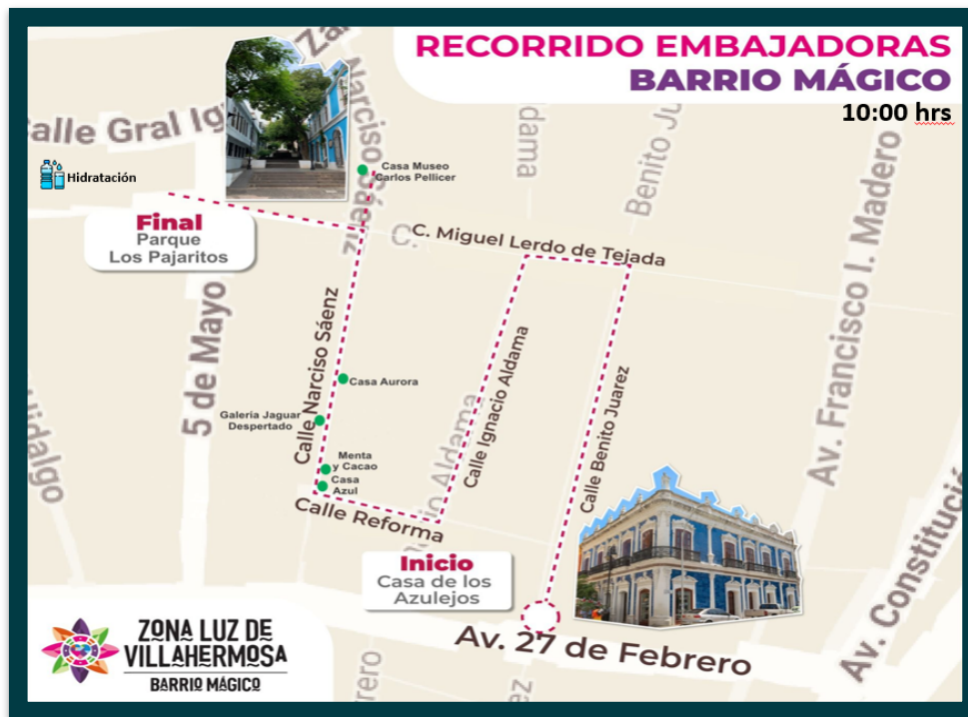 RECORRIDO EMBAJADORAS
BARRIO MÁGICO
10:00 hrs
Narciso Sáenz
Calle Gral Ig
Aldama
Benito Ju
Av. Francisco I. Madero
Hidratación
Casa Museo
Carlos Pellicer
Final
Parque
Los Pajaritos
C.
C. Miguel Lerdo de Tejada
5 de Mayo
Calle Narciso Sáenz
Casa Aurora
Galeria Jaguar
Despertado
Menta
y Cacao
Casa
Azul
Calle Ignacio Aldama
Aldama
Calle Benito Juarez
Hidalgo
Calle Reforma
Inicio
Casa de los
Azulejos
Av. Constitució
Av. 27 de Febrero
ZONA LUZ DE
VILLAHERMOSA
BARRIO MÁGICO